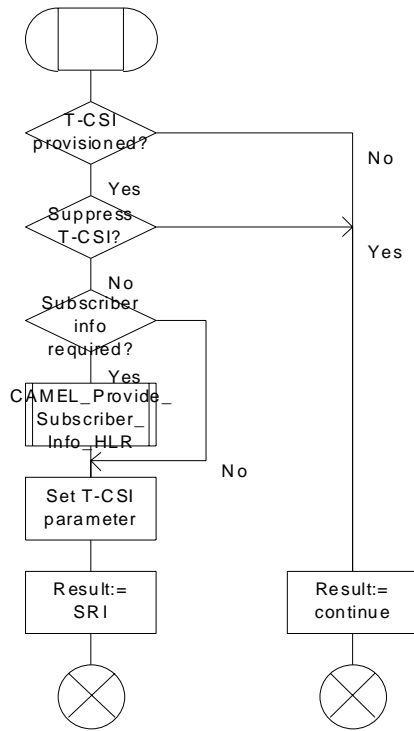 T-CSI
provisioned?
No
Yes
Suppress
T-CSI?
Yes
No
Subscriber
info
required?
Yes
CAMEL_Provide_
Subscriber_
Info_HLR
No
Set T-CSI
parameter
Result:=
SRI
Result:=
continue